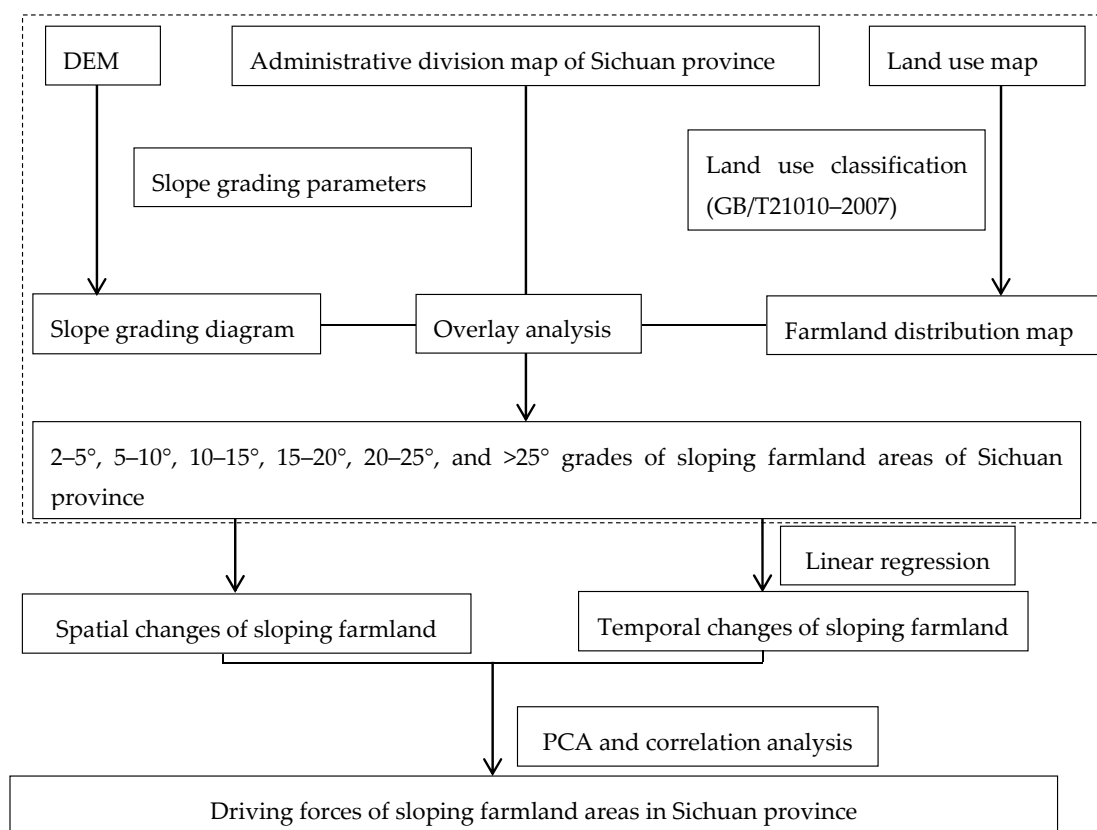 DEM
Administrative division map of Sichuan province
Land use map
Slope grading parameters
Land use classification
(GB/T21010–2007)
Slope grading diagram
Overlay analysis
Farmland distribution map
2–5°, 5–10°, 10–15°, 15–20°, 20–25°, and >25° grades of sloping farmland areas of Sichuan
province
Linear regression
Spatial changes of sloping farmland
Temporal changes of sloping farmland
PCA and correlation analysis
Driving forces of sloping farmland areas in Sichuan province